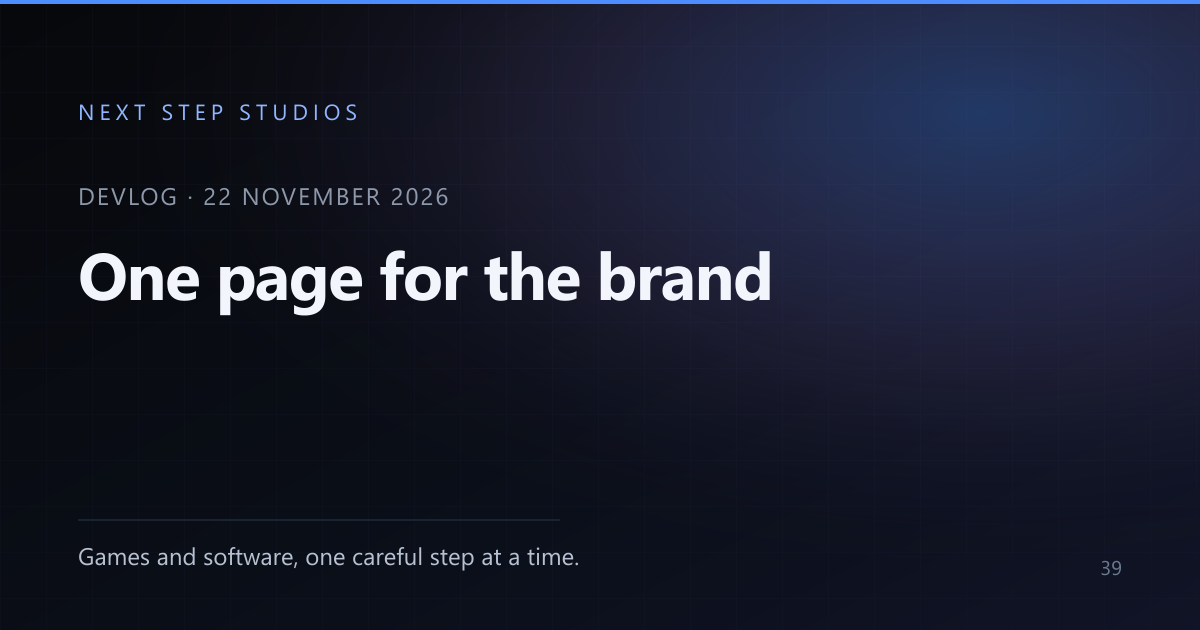 NEXT STEP STUDIOS
DEVLOG · 22 NOVEMBER 2026
One page for the brand
Games and software, one careful step at a time.
39